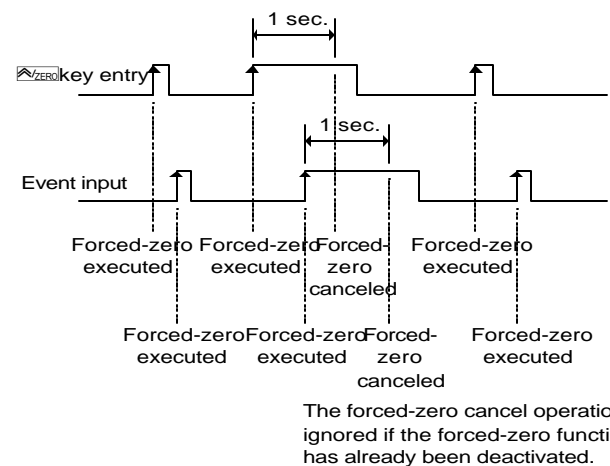 1 sec.
/ZERO key entry
1 sec.
Event input
Forced-zero executed
Forced-zero executed
Forced-zero canceled
Forced-zero executed
Forced-zero executed
Forced-zero executed
Forced-zero canceled
Forced-zero executed
The forced-zero cancel operatio
ignored if the forced-zero functi
has already been deactivated.